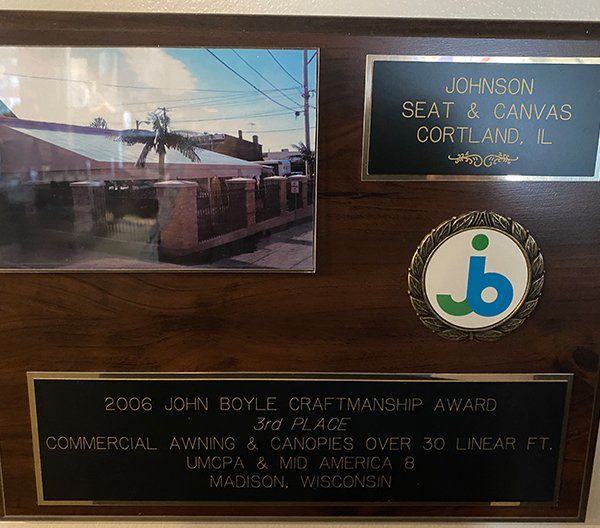 JOHNSON
SEAT & CANVAS
CORTLAND, IL
jb
2006 JOHN BOYLE CRAFTMANSHIP AWARD
3rd PLACE
COMMERCIAL AWNING & CANOPIES OVER 30 LINEAR FT.
UMCPA & MID AMERICA 8
MADISON, WISCONSIN